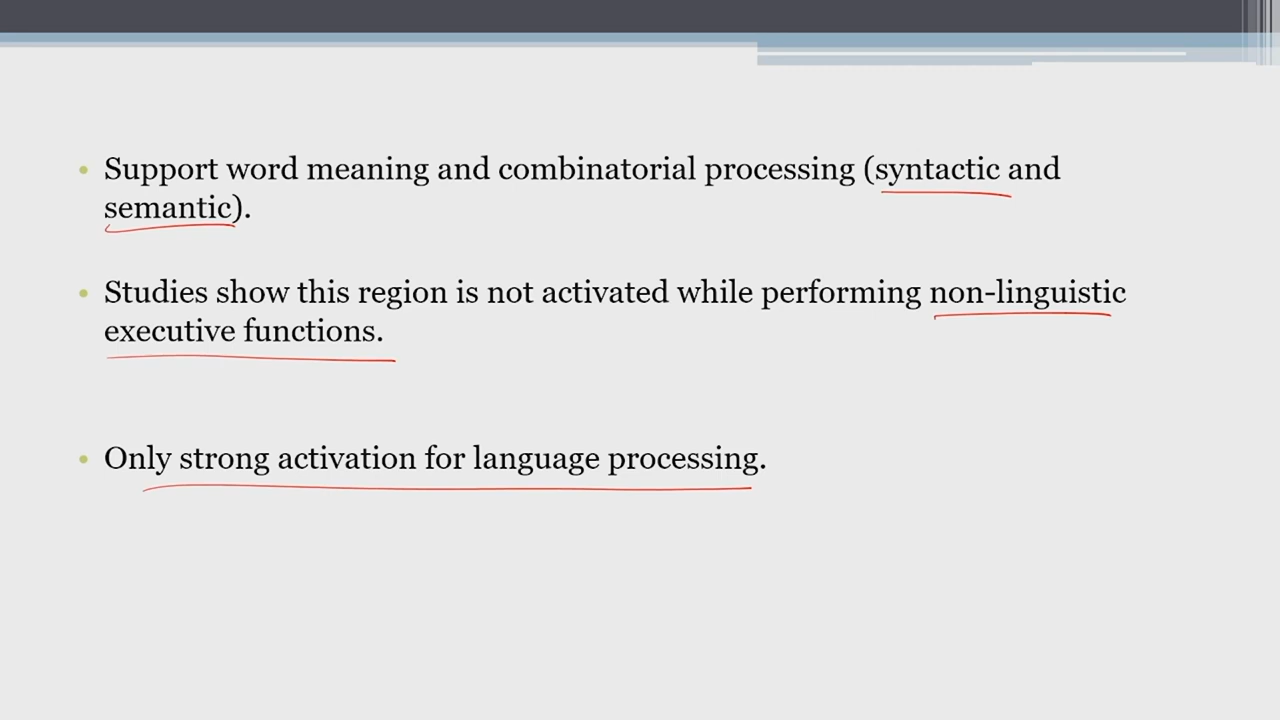 • Support word meaning and combinatorial processing (syntactic and
semantic).
• Studies show this region is not activated while performing non-linguistic
executive functions.
• Only strong activation for language processing.